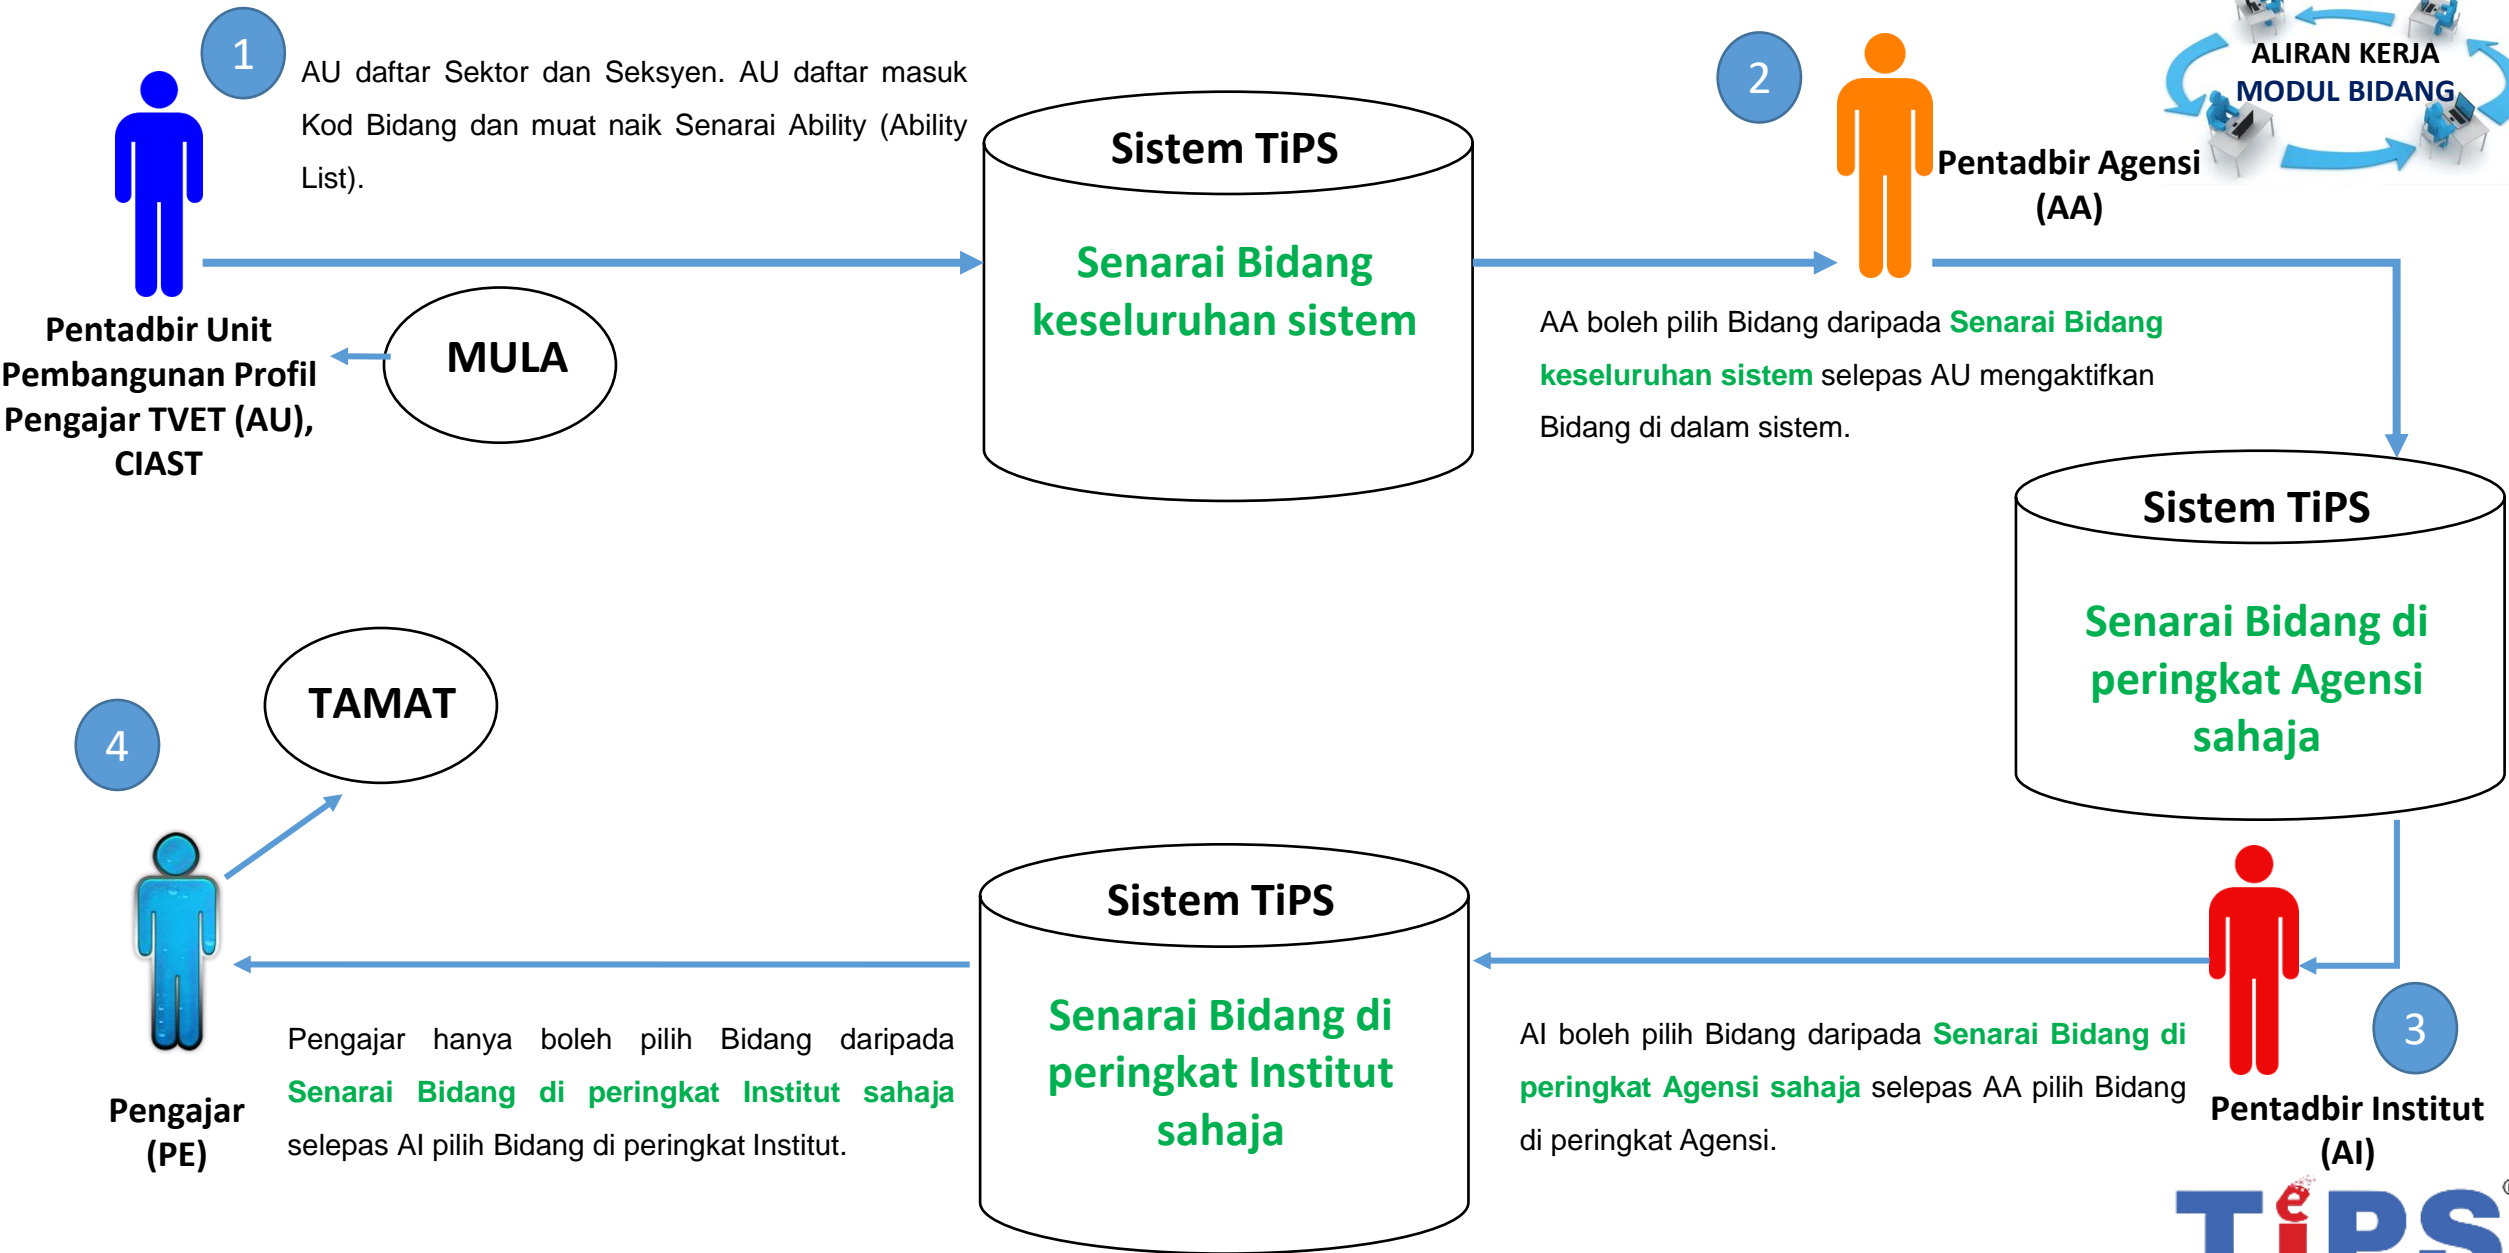 1
AU daftar Sektor dan Seksyen. AU daftar masuk
Kod Bidang dan muat naik Senarai Ability (Ability
List).
Pentadbir Unit
Pembangunan Profil
Pengajar TVET (AU),
CIAST
MULA
Sistem TiPS
Senarai Bidang
keseluruhan sistem
2
Pentadbir Agensi
(AA)
ALIRAN KERJA
MODUL BIDANG
AA boleh pilih Bidang daripada Senarai Bidang
keseluruhan sistem selepas AU mengaktifkan
Bidang di dalam sistem.
Sistem TiPS
Senarai Bidang di
peringkat Agensi
sahaja
3
Pentadbir Institut
(AI)
AI boleh pilih Bidang daripada Senarai Bidang di
peringkat Agensi sahaja selepas AA pilih Bidang
di peringkat Agensi.
Sistem TiPS
Senarai Bidang di
peringkat Institut
sahaja
4
TAMAT
Pengajar
(PE)
Pengajar hanya boleh pilih Bidang daripada
Senarai Bidang di peringkat Institut sahaja
selepas AI pilih Bidang di peringkat Institut.
TiPS